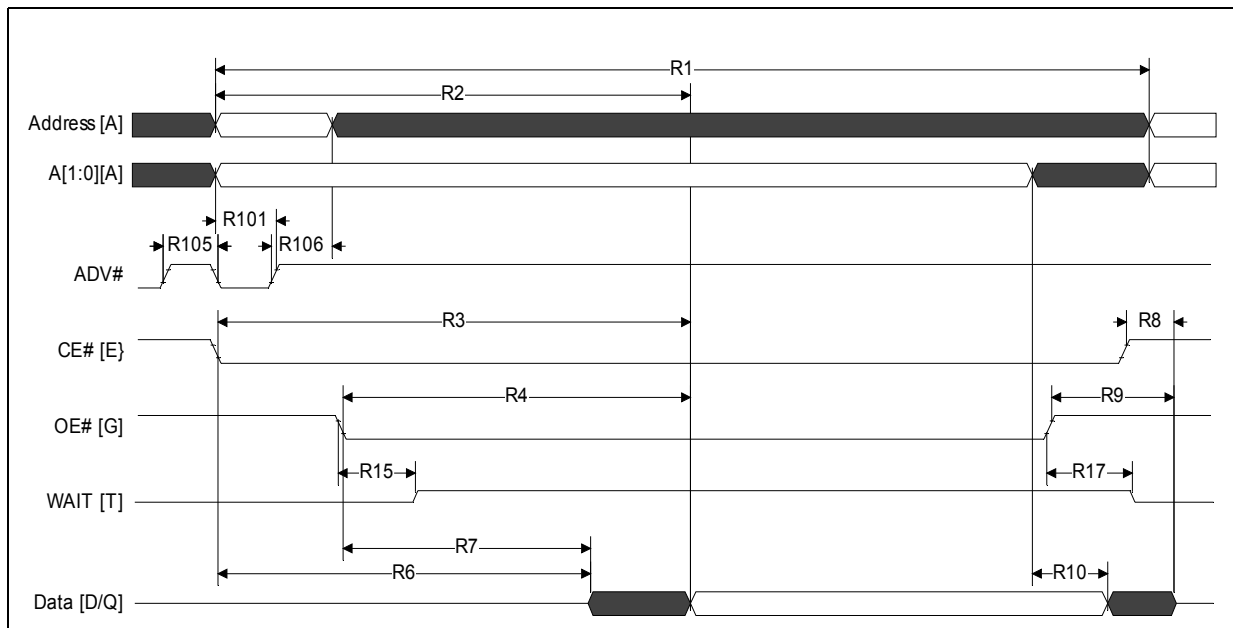 R1
R2
Address [A]
A[1:0][A]
R101
R105
R106
ADV#
R3
R8
CE# [E}
R4
R9
OE# [G]
R15
R17
WAIT [T]
R7
R6
R10
Data [D/Q]